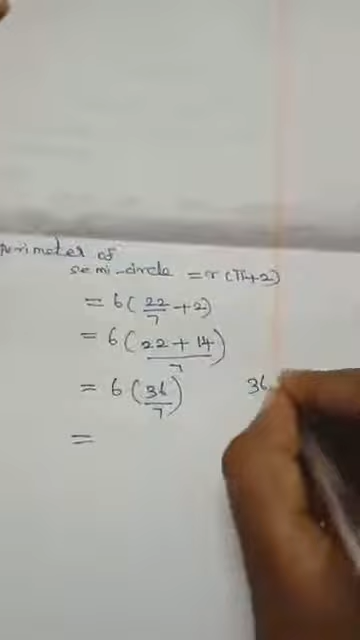 perimeter of
semi-circle = r(π+2)
= 6(22/7 + 2)
= 6(22 + 14/7)
= 6(36/7) 36
=